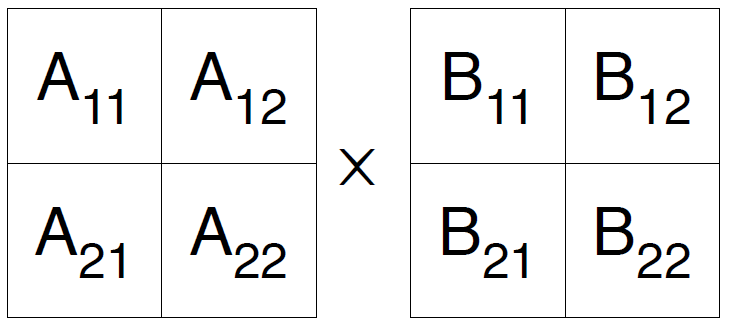 A₁₁ A₁₂ × B₁₁ B₁₂
A₂₁ A₂₂ B₂₁ B₂₂